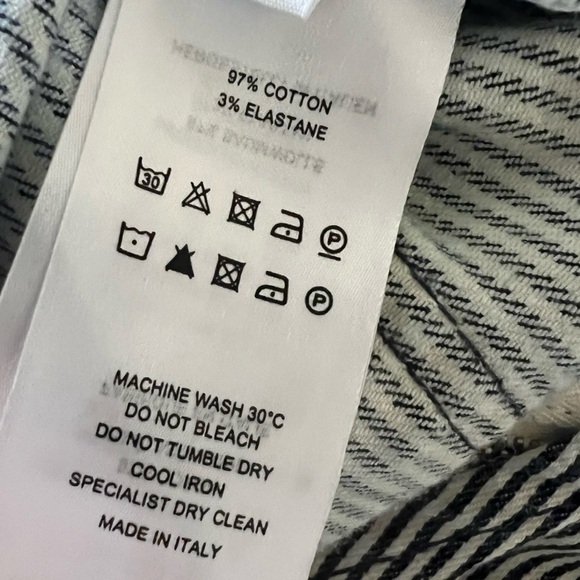 97% COTTON
3% ELASTANE
30
P
P
MACHINE WASH 30°C
DO NOT BLEACH
DO NOT TUMBLE DRY
COOL IRON
SPECIALIST DRY CLEAN
MADE IN ITALY